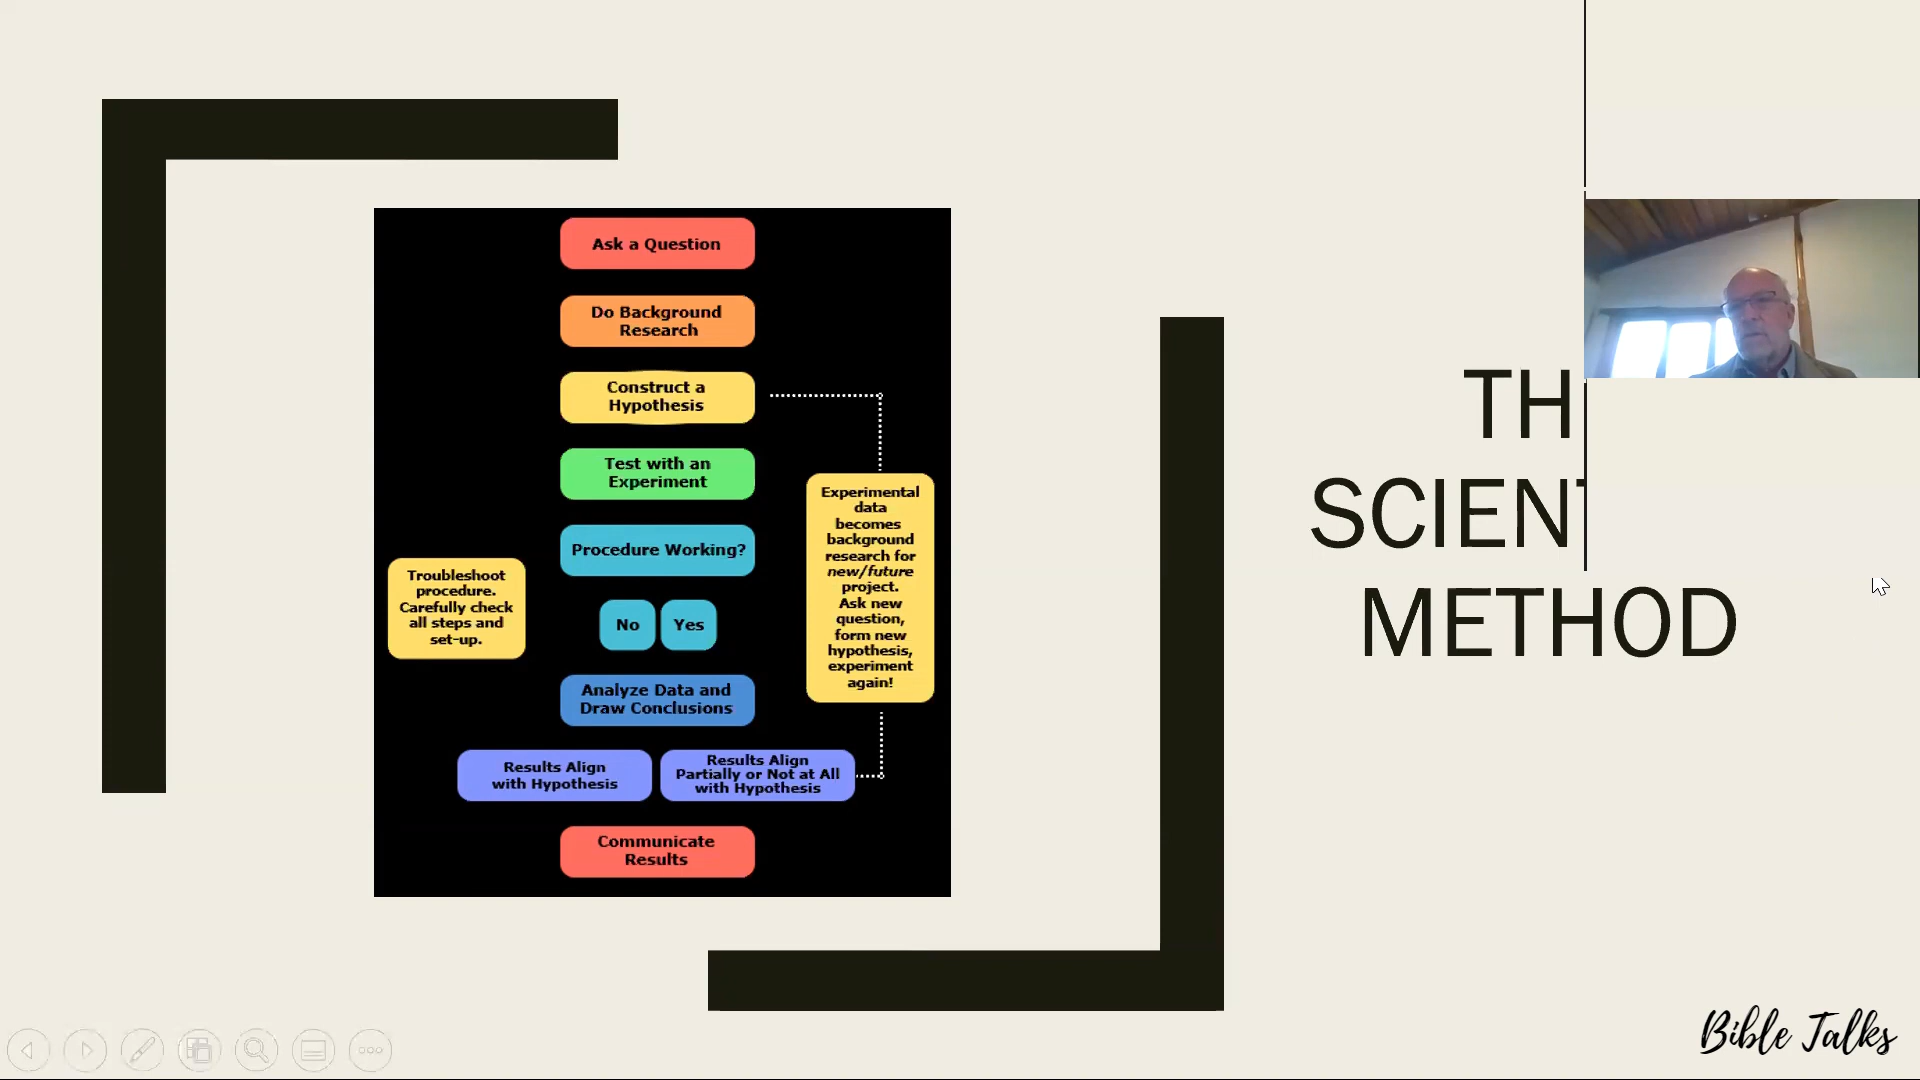 Ask a Question
Do Background
Research
Construct a
Hypothesis
Test with an
Experiment
Procedure Working?
No
Yes
Troubleshoot
procedure.
Carefully check
all steps and
set-up.
Experimental
data
becomes
background
research for
new/future
project.
Ask new
question,
form new
hypothesis,
experiment
again!
Analyze Data and
Draw Conclusions
Results Align
with Hypothesis
Results Align
Partially or Not at All
with Hypothesis
Communicate
Results
TH
SCIEN
METHOD
Bible Talks